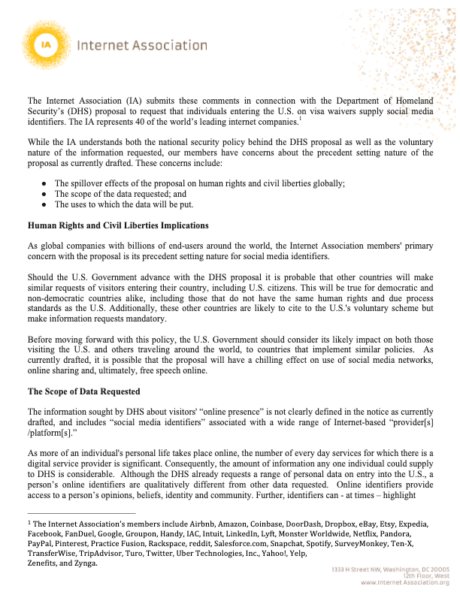 IA
Internet Association
The Internet Association (IA) submits these comments in connection with the Department of Homeland
Security's (DHS) proposal to request that individuals entering the U.S. on visa waivers supply social media
identifiers. The IA represents 40 of the world's leading internet companies.1
While the IA understands both the national security policy behind the DHS proposal as well as the voluntary
nature of the information requested, our members have concerns about the precedent setting nature of the
proposal as currently drafted. These concerns include:
● The spillover effects of the proposal on human rights and civil liberties globally;
● The scope of the data requested; and
● The uses to which the data will be put.
Human Rights and Civil Liberties Implications
As global companies with billions of end-users around the world, the Internet Association members' primary
concern with the proposal is its precedent setting nature for social media identifiers.
Should the U.S. Government advance with the DHS proposal it is probable that other countries will make
similar requests of visitors entering their country, including U.S. citizens. This will be true for democratic and
non-democratic countries alike, including those that do not have the same human rights and due process
standards as the U.S. Additionally, these other countries are likely to cite to the U.S.'s voluntary scheme but
make information requests mandatory.
Before moving forward with this policy, the U.S. Government should consider its likely impact on both those
visiting the U.S. and others traveling around the world, to countries that implement similar policies. As
currently drafted, it is possible that the proposal will have a chilling effect on use of social media networks,
online sharing and, ultimately, free speech online.
The Scope of Data Requested
The information sought by DHS about visitors' "online presence" is not clearly defined in the notice as currently
drafted, and includes "social media identifiers" associated with a wide range of Internet-based "provider[s]
/platform[s]."
As more of an individual's personal life takes place online, the number of every day services for which there is a
digital service provider is significant. Consequently, the amount of information any one individual could supply
to DHS is considerable. Although the DHS already requests a range of personal data on entry into the U.S., a
person's online identifiers are qualitatively different from other data requested. Online identifiers provide
access to a person's opinions, beliefs, identity and community. Further, identifiers can - at times – highlight
1 The Internet Association's members include Airbnb, Amazon, Coinbase, DoorDash, Dropbox, eBay, Etsy, Expedia,
Facebook, FanDuel, Google, Groupon, Handy, IAC, Intuit, LinkedIn, Lyft, Monster Worldwide, Netflix, Pandora,
PayPal, Pinterest, Practice Fusion, Rackspace, reddit, Salesforce.com, Snapchat, Spotify, SurveyMonkey, Ten-X,
TransferWise, TripAdvisor, Turo, Twitter, Uber Technologies, Inc., Yahoo!, Yelp,
Zenefits, and Zynga.
1333 H Street NW, Washington, DC 20005
12th Floor, West
www.InternetAssociation.org